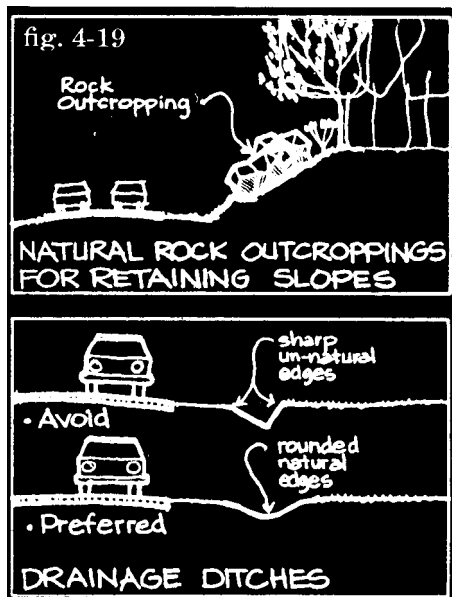 fig. 4-19
Rock
Outcropping
NATURAL ROCK OUTCROPPINGS
FOR RETAINING SLOPES
sharp
un-natural
edges
• Avoid
rounded
natural
edges
• Preferred
DRAINAGE DITCHES